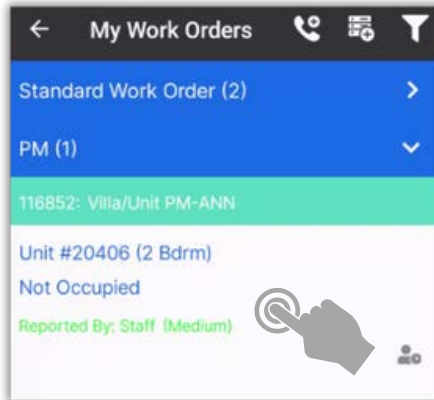 My Work Orders
Standard Work Order (2)
PM (1)
116852: Villa/Unit PM-ANN
Unit #20406 (2 Bdrm)
Not Occupied
Reported By: Staff (Medium)